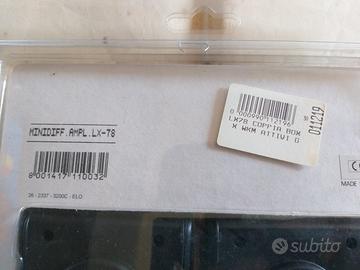 MINIDIFF.AMPL.LX-78
8 001417 110032
26 - 2337 - 3200C - ELO
8 000990 112196
LX78 COPPIA BOX
X WKM ATTIVI G
011219
MADE
subito